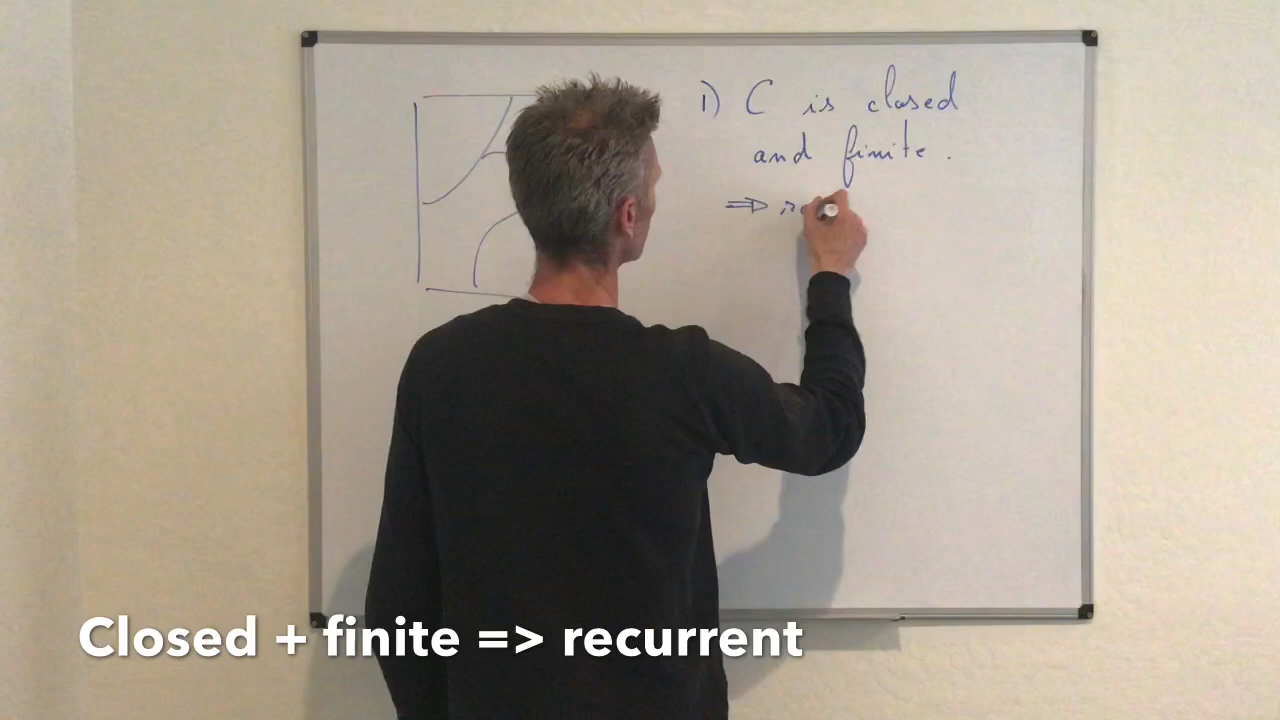 1) C is closed
and finite.
⇒
Closed + finite => recurrent